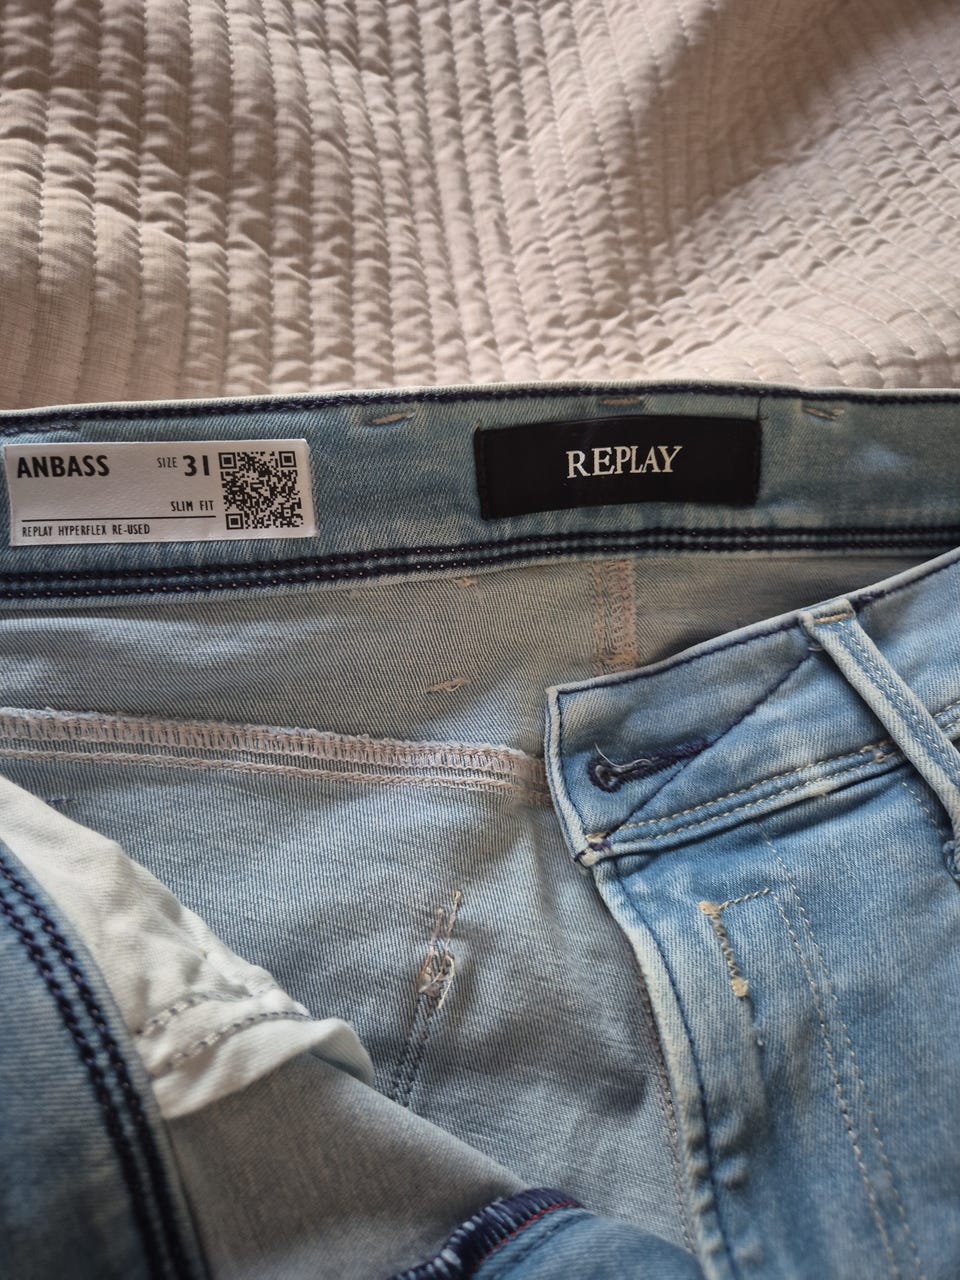 ANBASS
SIZE 31
SLIM FIT
REPLAY HYPERFLEX RE-USED
REPLAY